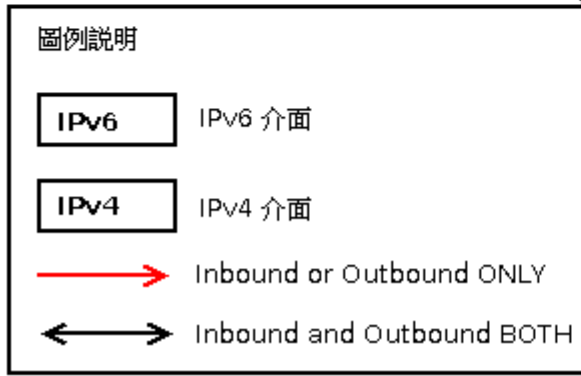 圖例説明
IPv6 IPv6 介面
IPv4 IPv4 介面
Inbound or Outbound ONLY
Inbound and Outbound BOTH